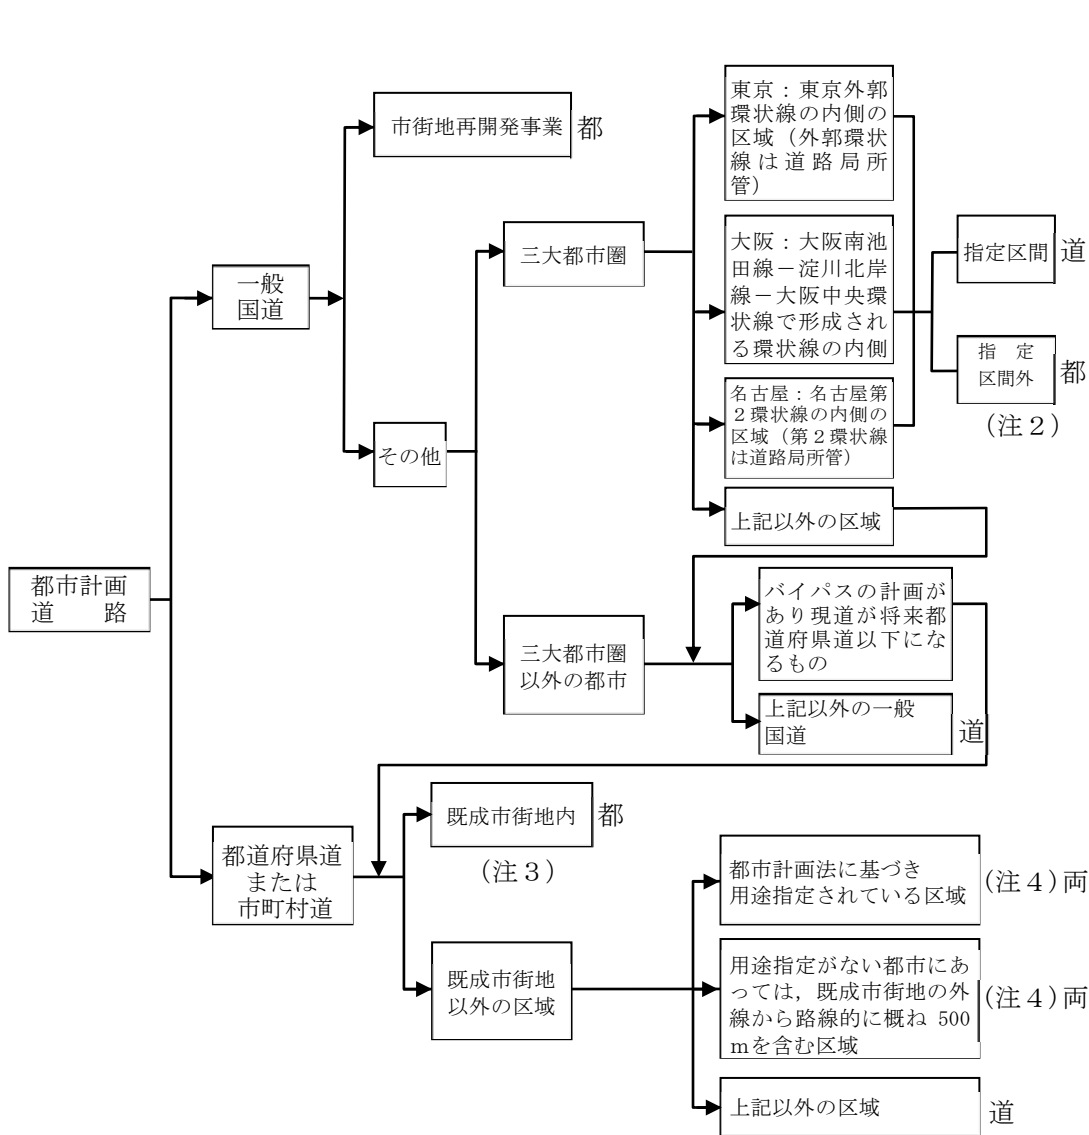 東京：東京外郭
環状線の内側の
区域（外郭環状
線は道路局所
管）
市街地再開発事業
都
三大都市圏
大阪：大阪南池
田線－淀川北岸
線－大阪中央環
状線で形成され
る環状線の内側
指定区間
道
一般
国道
指　定
区間外
都
（注２）
名古屋：名古屋第
２環状線の内側の
区域（第２環状線
は道路局所管）
その他
上記以外の区域
都市計画
道　　路
バイパスの計画が
あり現道が将来都
道府県道以下にな
るもの
三大都市圏
以外の都市
上記以外の一般
国道
道
既成市街地内
都
（注３）
都道府県道
または
市町村道
都市計画法に基づき
用途指定されている区域
（注４）両
既成市街地
以外の区域
用途指定がない都市にあ
っては，既成市街地の外
線から路線的に概ね 500
ｍを含む区域
（注４）両
上記以外の区域
道